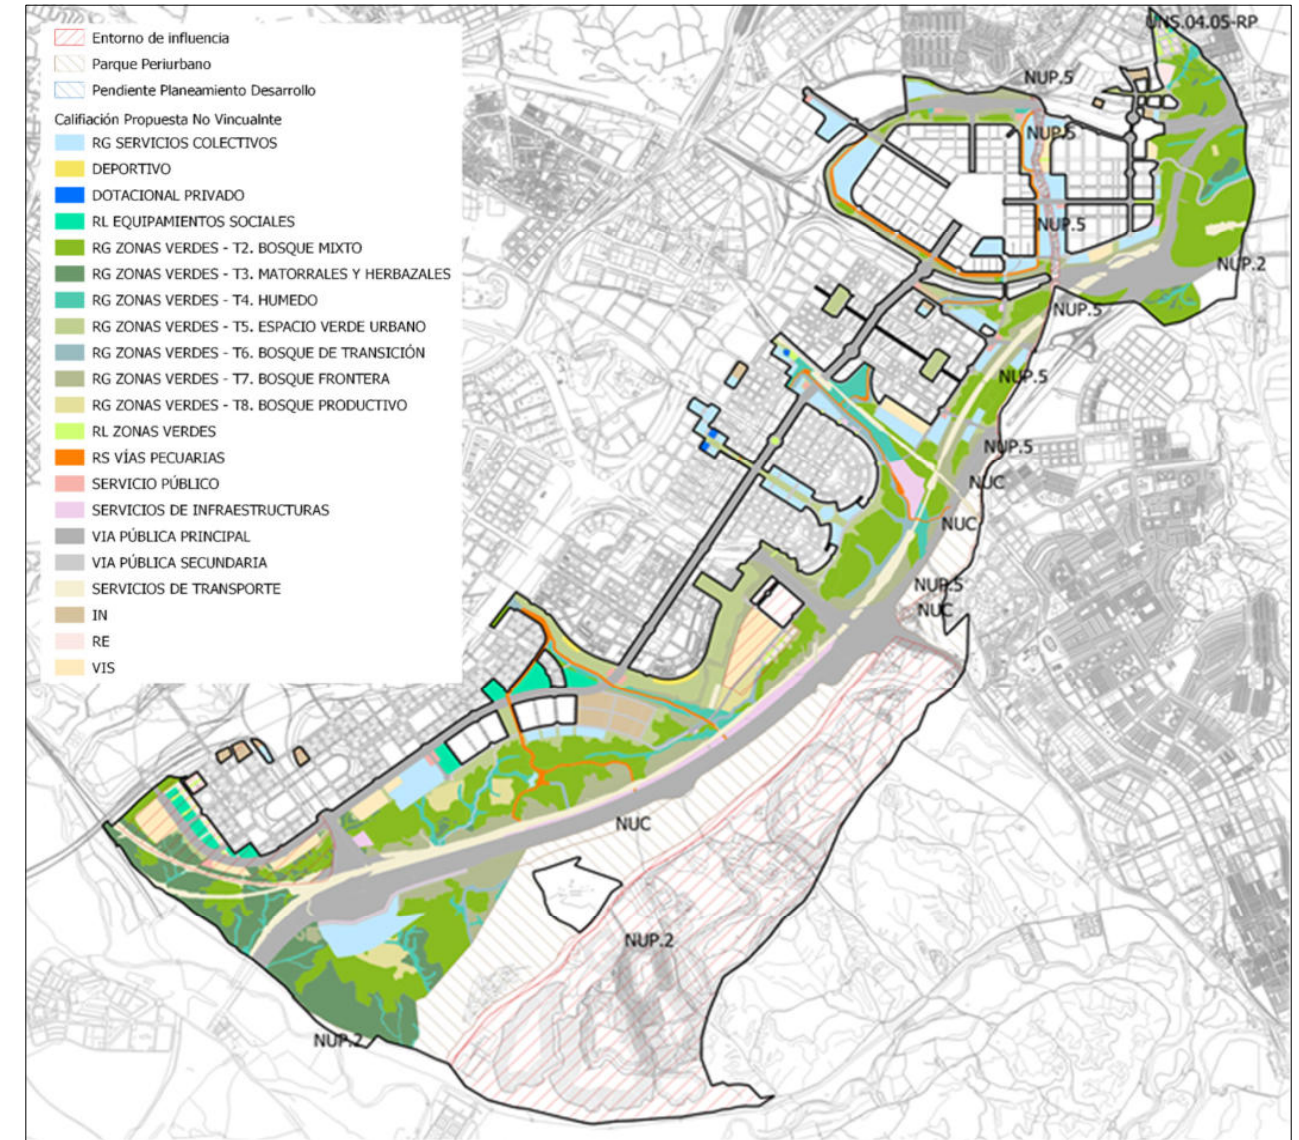 Entorno de influencia
Parque Periurbano
Pendiente Planeamiento Desarrollo
Califiación Propuesta No Vincualnte
RG SERVICIOS COLECTIVOS
DEPORTIVO
DOTACIONAL PRIVADO
RL EQUIPAMIENTOS SOCIALES
RG ZONAS VERDES - T2. BOSQUE MIXTO
RG ZONAS VERDES - T3. MATORRALES Y HERBAZALES
RG ZONAS VERDES - T4. HUMEDO
RG ZONAS VERDES - T5. ESPACIO VERDE URBANO
RG ZONAS VERDES - T6. BOSQUE DE TRANSICIÓN
RG ZONAS VERDES - T7. BOSQUE FRONTERA
RG ZONAS VERDES - T8. BOSQUE PRODUCTIVO
RL ZONAS VERDES
RS VÍAS PECUARIAS
SERVICIO PÚBLICO
SERVICIOS DE INFRAESTRUCTURAS
VIA PÚBLICA PRINCIPAL
VIA PÚBLICA SECUNDARIA
SERVICIOS DE TRANSPORTE
IN
RE
VIS
UNS.04.05-RP
NUP.5
NUP.5
NUP.5
NUP.2
NUP.5
NUP.5
NUP.5
NUC
NUC
NUP.5
NUC
NUC
NUP.2
NUP.2